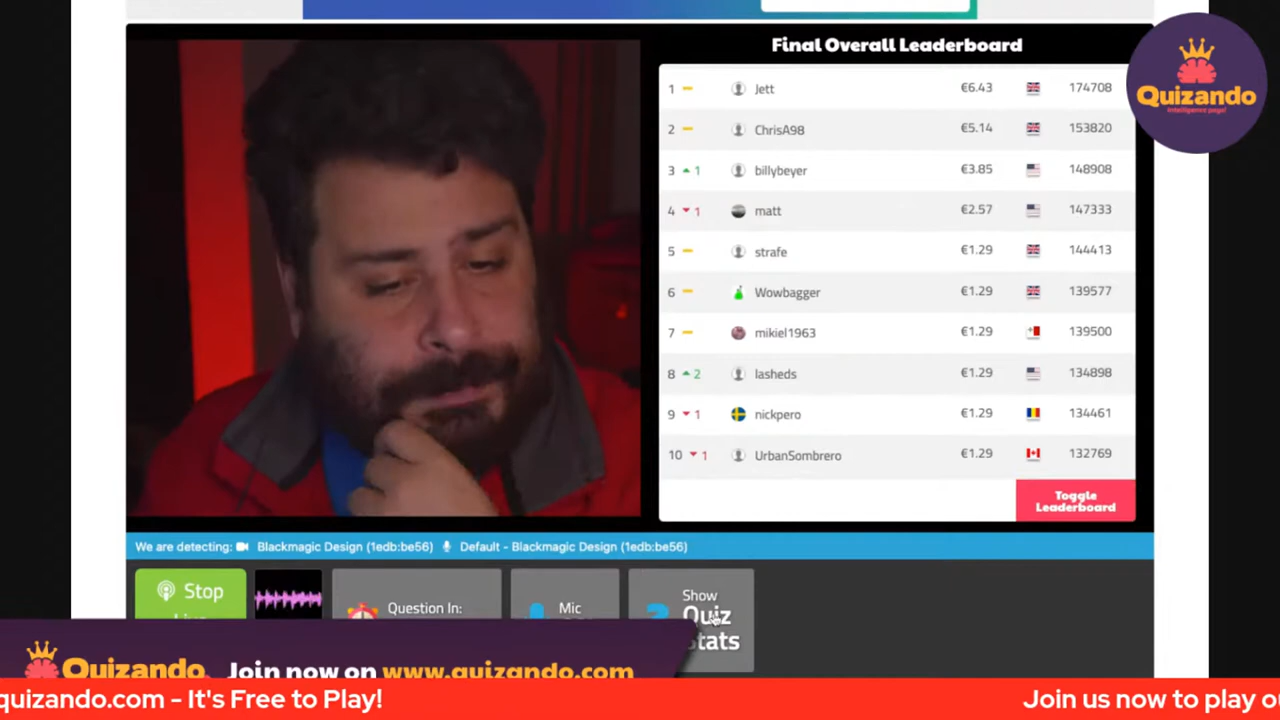 Final Overall Leaderboard
Quizando
intelligence pays!
1 Jett €6.43 174708
2 ChrisA98 €5.14 153820
3 1 billybeyer €3.85 148908
4 1 matt €2.57 147333
5 strafe €1.29 144413
6 Wowbagger €1.29 139577
7 mikiel1963 €1.29 139500
8 2 lasheds €1.29 134898
9 1 nickpero €1.29 134461
10 1 UrbanSombrero €1.29 132769
Toggle
Leaderboard
We are detecting: Blackmagic Design (1edb:be56) Default - Blackmagic Design (1edb:be56)
Stop
Question In:
Mic
Show
Quiz
Stats
Quizando Join now on www.quizando.com
quizando.com - It's Free to Play! Join us now to play